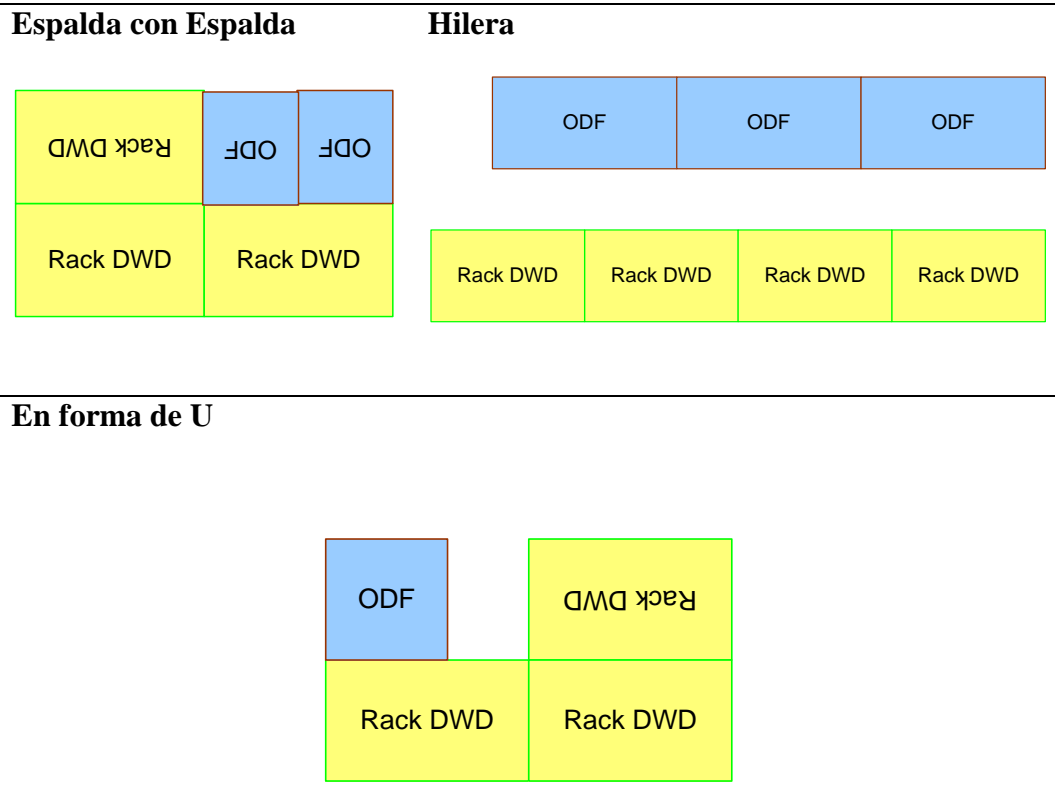 Espalda con Espalda
Hilera
Rack DWD ODF ODF
Rack DWD Rack DWD
ODF ODF ODF
Rack DWD Rack DWD Rack DWD Rack DWD
En forma de U
ODF Rack DWD
Rack DWD Rack DWD